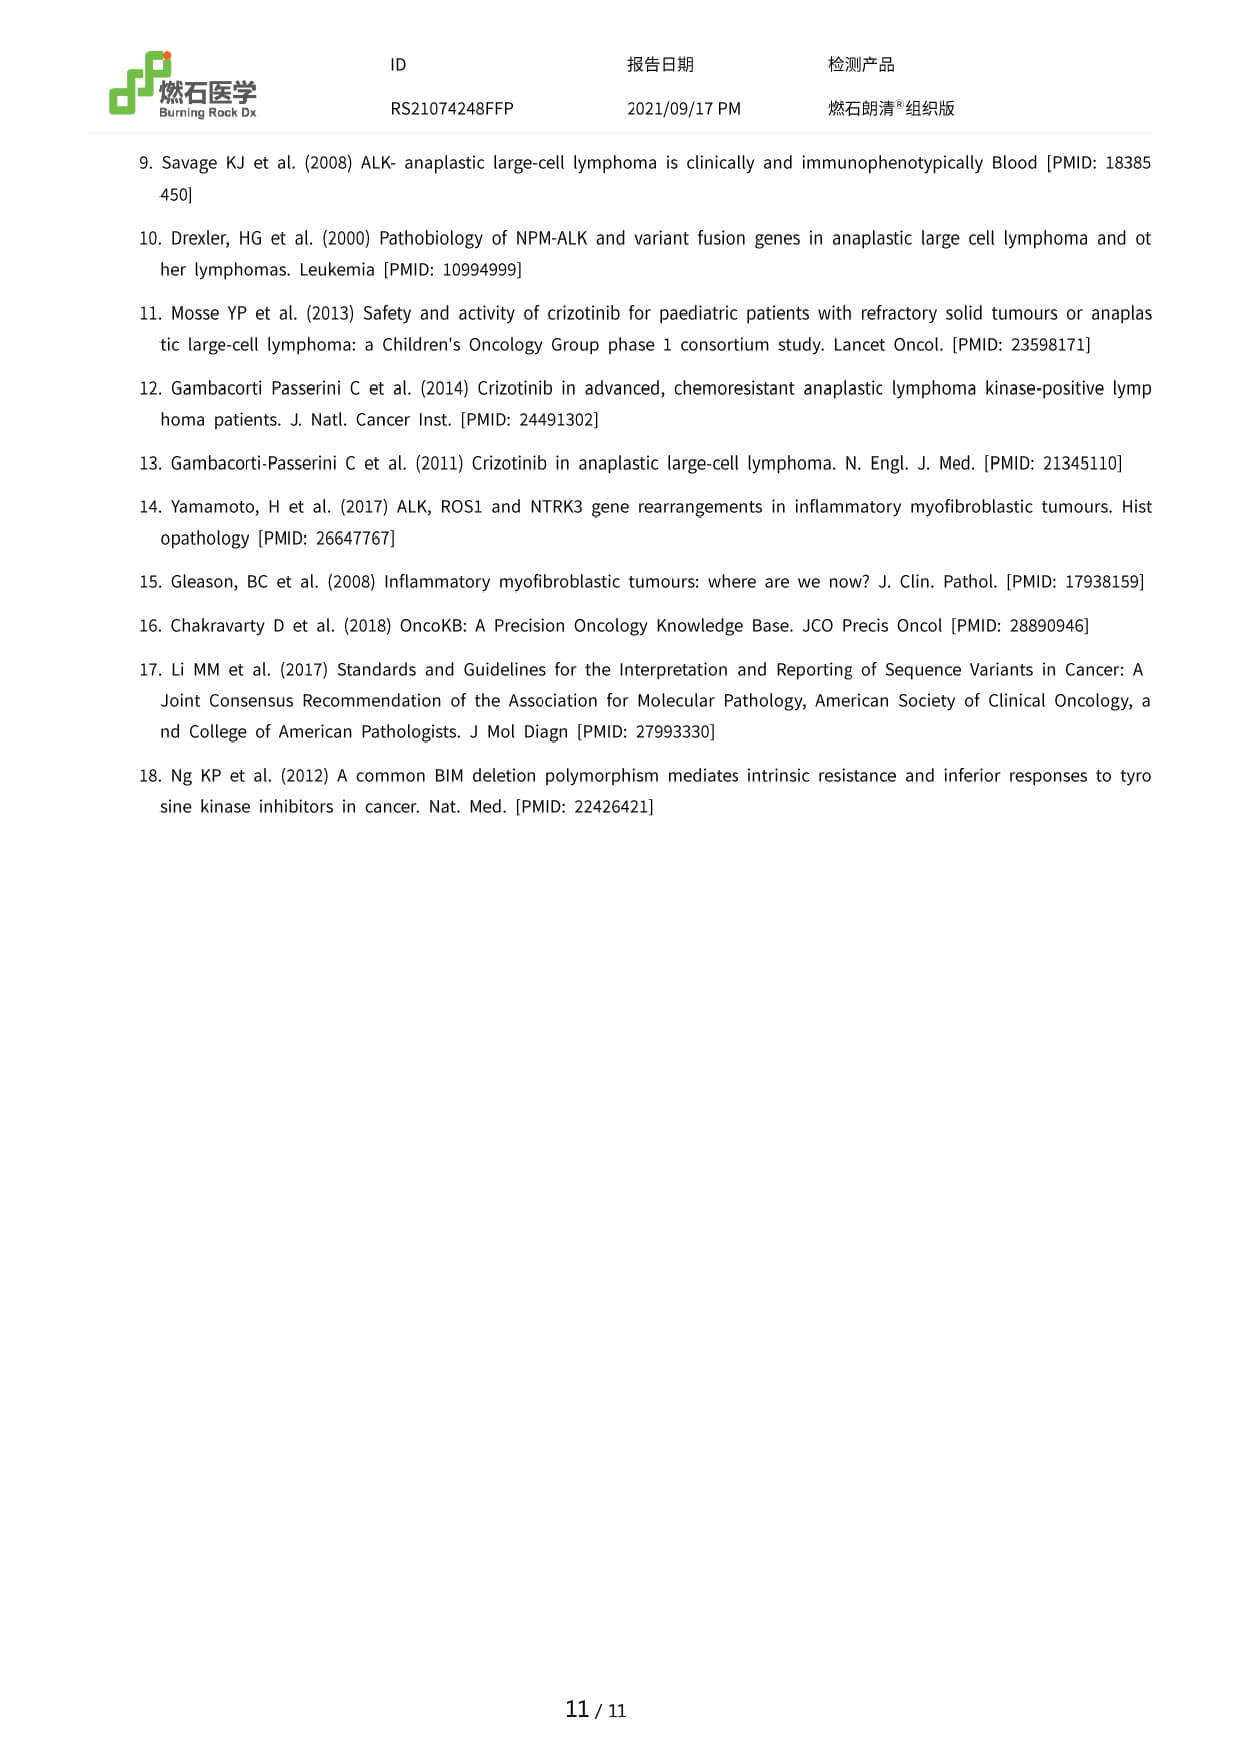 燃石医学
Burning Rock Dx
ID 报告日期 检测产品
RS21074248FFP 2021/09/17 PM 燃石朗清®组织版
9. Savage KJ et al. (2008) ALK- anaplastic large-cell lymphoma is clinically and immunophenotypically Blood [PMID: 18385
450]
10. Drexler, HG et al. (2000) Pathobiology of NPM-ALK and variant fusion genes in anaplastic large cell lymphoma and ot
her lymphomas. Leukemia [PMID: 10994999]
11. Mosse YP et al. (2013) Safety and activity of crizotinib for paediatric patients with refractory solid tumours or anaplas
tic large-cell lymphoma: a Children's Oncology Group phase 1 consortium study. Lancet Oncol. [PMID: 23598171]
12. Gambacorti Passerini C et al. (2014) Crizotinib in advanced, chemoresistant anaplastic lymphoma kinase-positive lymp
homa patients. J. Natl. Cancer Inst. [PMID: 24491302]
13. Gambacorti-Passerini C et al. (2011) Crizotinib in anaplastic large-cell lymphoma. N. Engl. J. Med. [PMID: 21345110]
14. Yamamoto, H et al. (2017) ALK, ROS1 and NTRK3 gene rearrangements in inflammatory myofibroblastic tumours. Hist
opathology [PMID: 26647767]
15. Gleason, BC et al. (2008) Inflammatory myofibroblastic tumours: where are we now? J. Clin. Pathol. [PMID: 17938159]
16. Chakravarty D et al. (2018) OncoKB: A Precision Oncology Knowledge Base. JCO Precis Oncol [PMID: 28890946]
17. Li MM et al. (2017) Standards and Guidelines for the Interpretation and Reporting of Sequence Variants in Cancer: A
Joint Consensus Recommendation of the Association for Molecular Pathology, American Society of Clinical Oncology, a
nd College of American Pathologists. J Mol Diagn [PMID: 27993330]
18. Ng KP et al. (2012) A common BIM deletion polymorphism mediates intrinsic resistance and inferior responses to tyro
sine kinase inhibitors in cancer. Nat. Med. [PMID: 22426421]
11 / 11